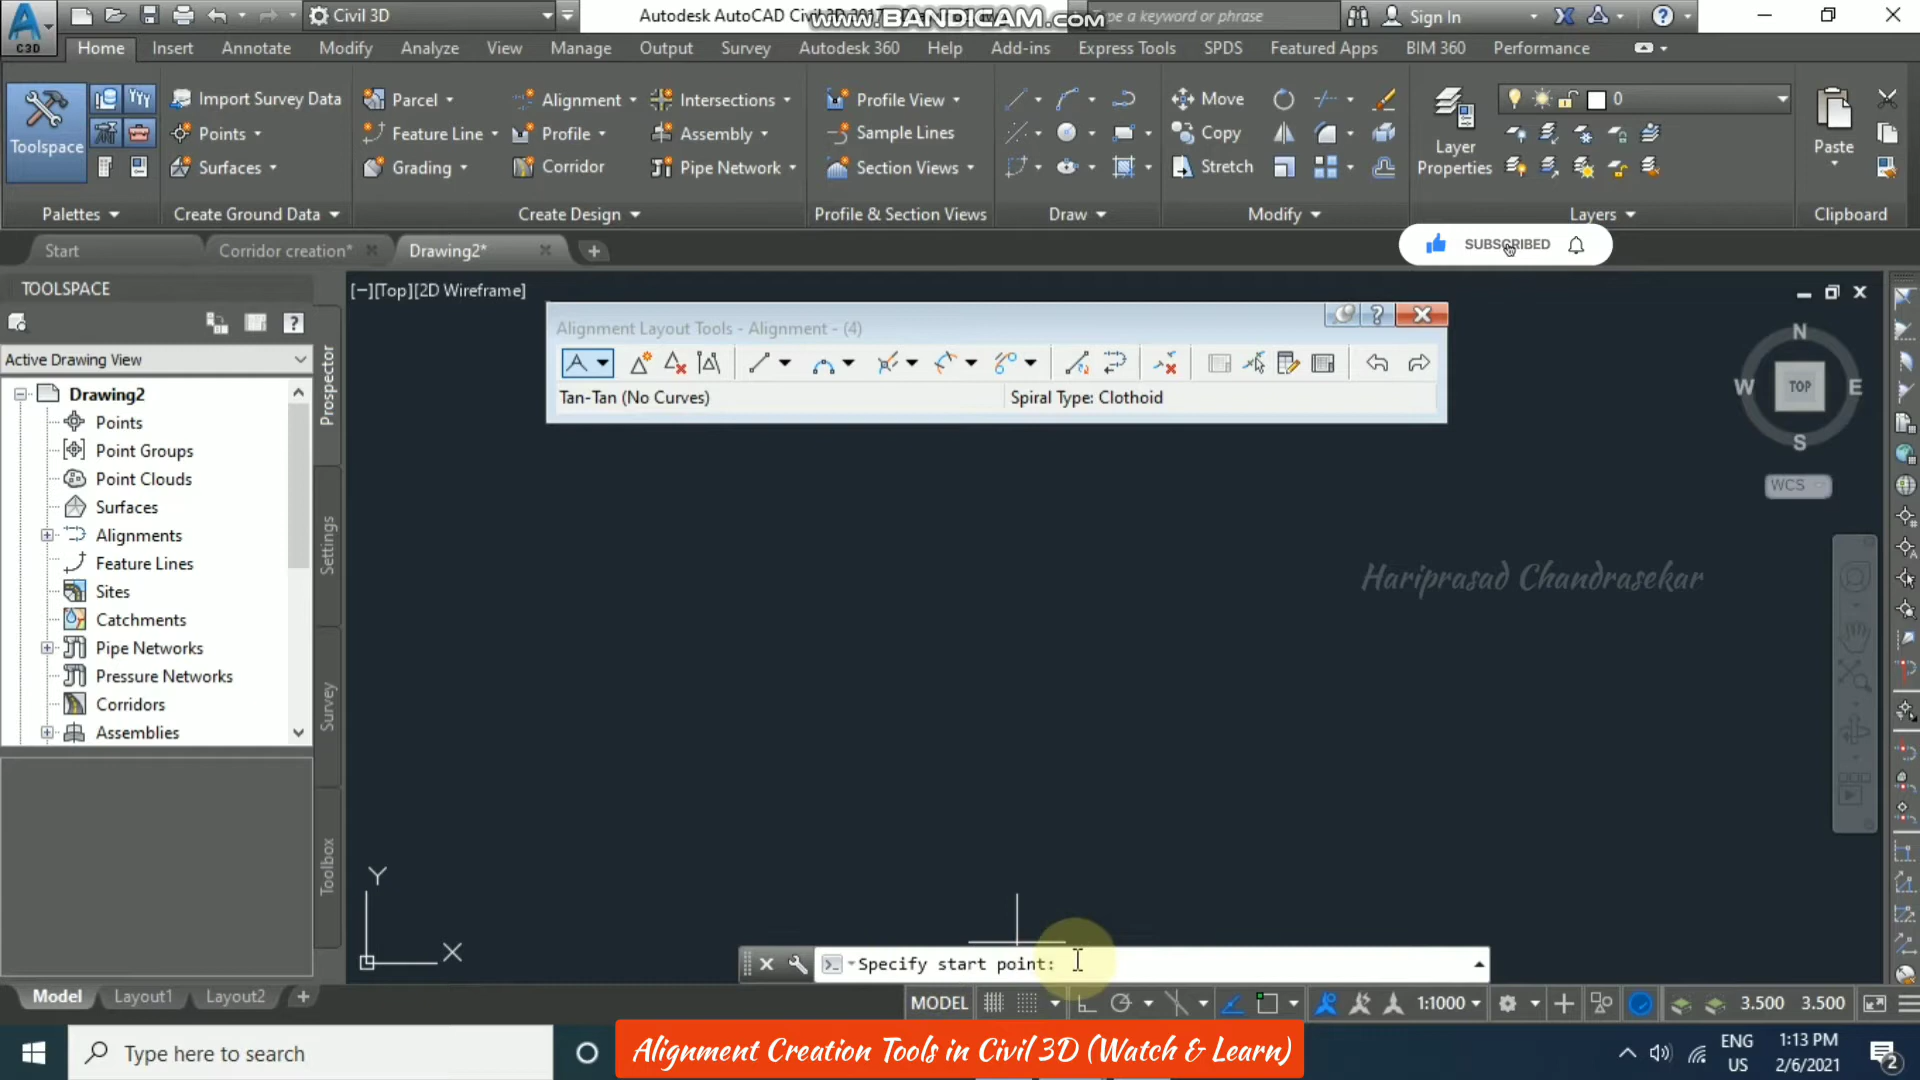 Civil 3D
Autodesk AutoCAD Civil 3D 2017
www.BANDICAM.com
Type a keyword or phrase
Sign In
C3D
Home Insert Annotate Modify Analyze View Manage Output Survey Autodesk 360 Help Add-ins Express Tools SPDS Featured Apps BIM 360 Performance
Toolspace
Import Survey Data
Points
Surfaces
Parcel
Feature Line
Grading
Alignment
Profile
Corridor
Intersections
Assembly
Pipe Network
Profile View
Sample Lines
Section Views
Move
Copy
Stretch
Layer
Properties
0
Paste
Palettes Create Ground Data Create Design Profile & Section Views Draw Modify Layers Clipboard
Start Corridor creation* Drawing2*
SUBSCRIBED
TOOLSPACE
[−][Top][2D Wireframe]
Active Drawing View
Drawing2
Points
Point Groups
Point Clouds
Surfaces
Alignments
Feature Lines
Sites
Catchments
Pipe Networks
Pressure Networks
Corridors
Assemblies
Prospector
Settings
Survey
Toolbox
Alignment Layout Tools - Alignment - (4)
Tan-Tan (No Curves) Spiral Type: Clothoid
N
W TOP E
S
WCS
Hariprasad Chandrasekar
Y
X
Specify start point:
Model Layout1 Layout2
MODEL 1:1000 3.500 3.500
Type here to search
Alignment Creation Tools in Civil 3D (Watch & Learn)
ENG
US
1:13 PM
2/6/2021
2